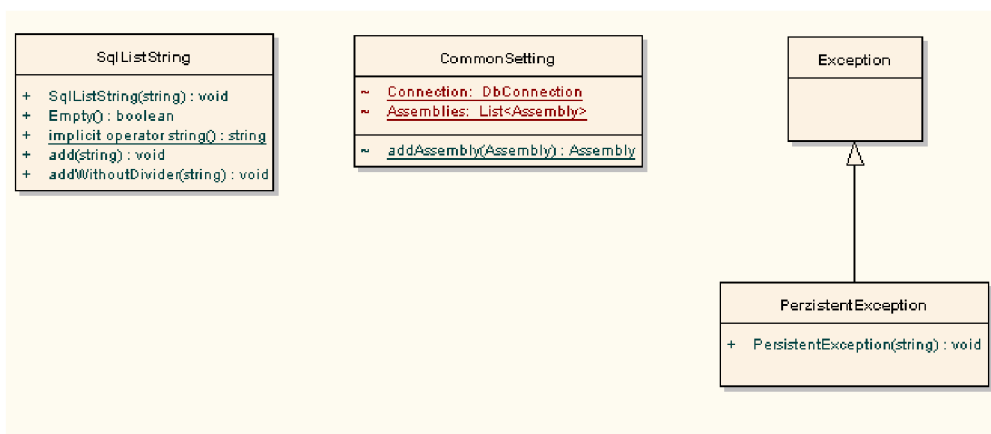 SqlListString
+ SqlListString(string) : void
+ Empty() : boolean
+ implicit operator string() : string
+ add(string) : void
+ addWithoutDivider(string) : void
CommonSetting
~ Connection: DbConnection
~ Assemblies: List<Assembly>
~ addAssembly(Assembly) : Assembly
Exception
PerzistentException
+ PersistentException(string) : void